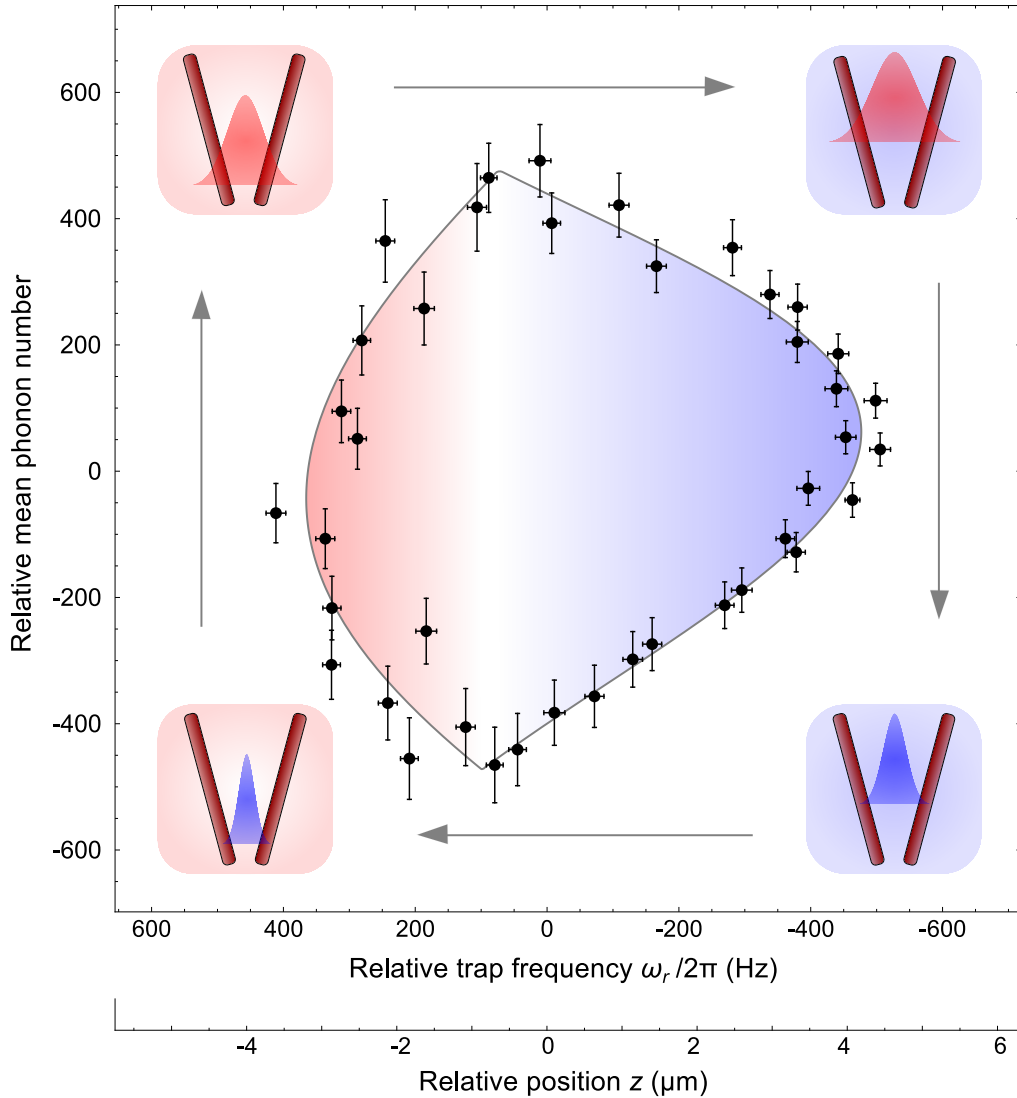 Relative mean phonon number
600
400
200
0
-200
-400
-600
600 400 200 0 -200 -400 -600
Relative trap frequency ωr /2π (Hz)
-4 -2 0 2 4 6
Relative position z (μm)